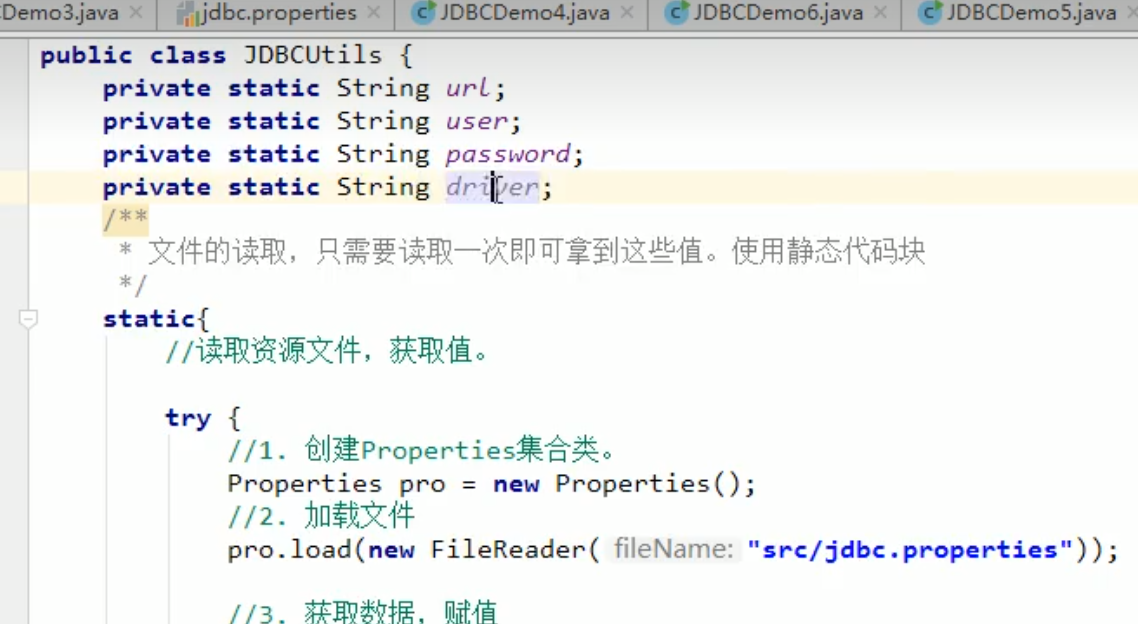 Demo3.java
jdbc.properties
JDBCDemo4.java
JDBCDemo6.java
JDBCDemo5.java
public class JDBCUtils {
private static String url;
private static String user;
private static String password;
private static String driver;
/**
* 文件的读取，只需要读取一次即可拿到这些值。使用静态代码块
*/
static{
//读取资源文件，获取值。
try {
//1. 创建Properties集合类。
Properties pro = new Properties();
//2. 加载文件
pro.load(new FileReader( fileName: "src/jdbc.properties"));
//3. 获取数据，赋值